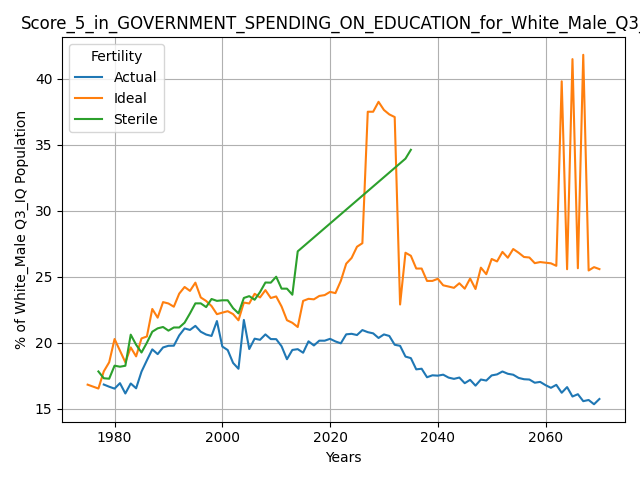 Score_5_in_GOVERNMENT_SPENDING_ON_EDUCATION_for_White_Male_Q3_
Fertility
Actual
Ideal
Sterile
% of White_Male Q3_IQ Population
40
35
30
25
20
15
1980
2000
2020
2040
2060
Years